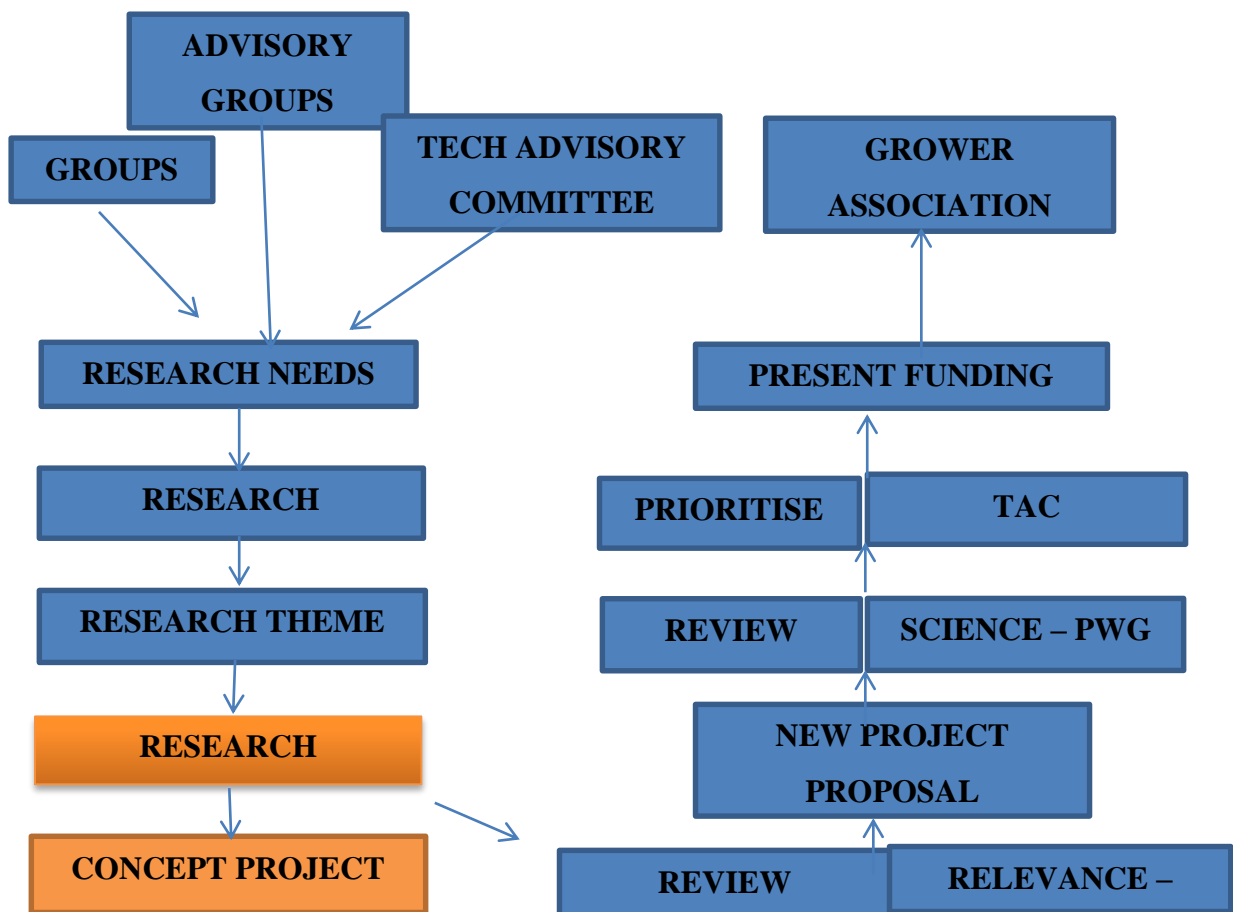 ADVISORY
GROUPS
GROUPS
TECH ADVISORY
COMMITTEE
GROWER
ASSOCIATION
RESEARCH NEEDS
PRESENT FUNDING
RESEARCH
PRIORITISE
TAC
RESEARCH THEME
REVIEW
SCIENCE – PWG
RESEARCH
NEW PROJECT
PROPOSAL
CONCEPT PROJECT
REVIEW
RELEVANCE –